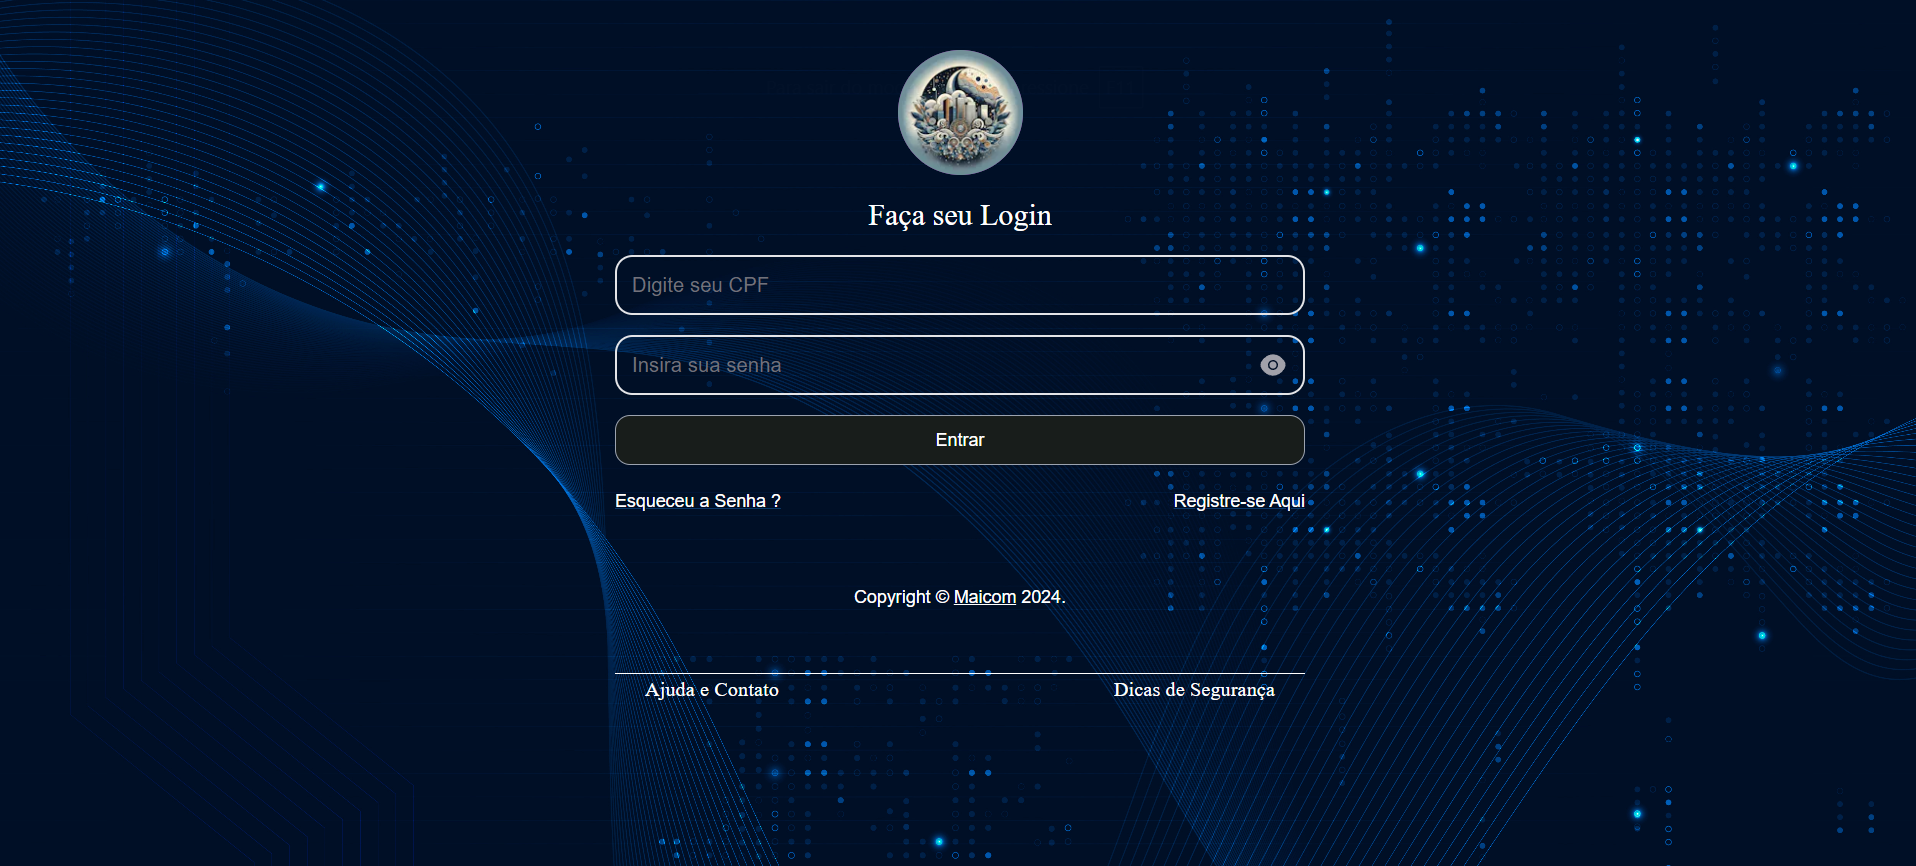 Faça seu Login
Digite seu CPF
Insira sua senha
Entrar
Esqueceu a Senha ?
Registre-se Aqui
Copyright © Maicom 2024.
Ajuda e Contato
Dicas de Segurança